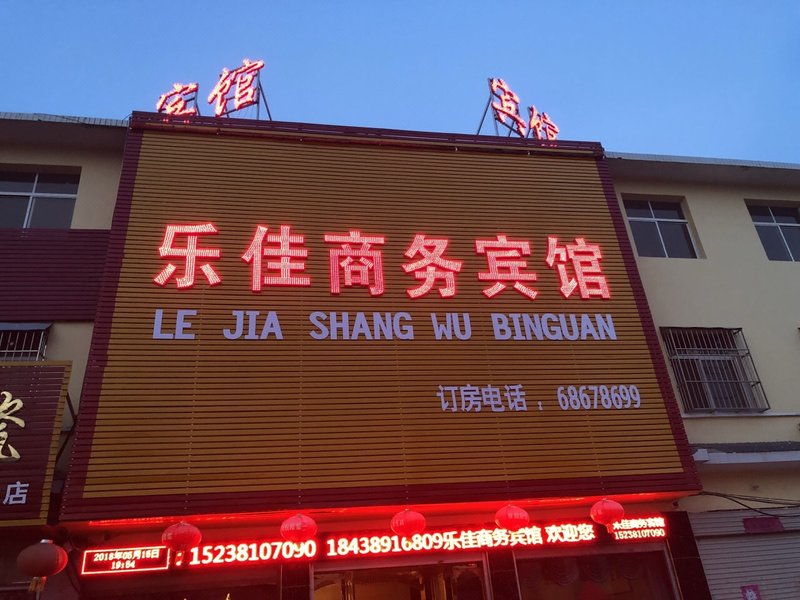 宾馆
宾馆
乐佳商务宾馆
LE JIA SHANG WU BINGUAN
订房电话：68678699
瓷
店
2018年05月15日
19:54
15238107090
18438916809乐佳商务宾馆 欢迎您
佳商务宾馆
15238107090